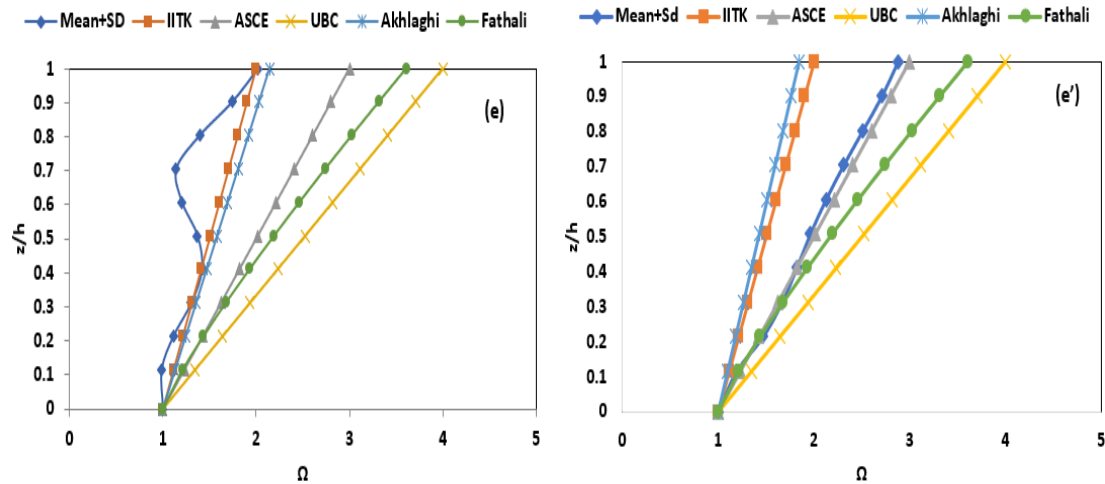 Mean+SD IITK ASCE UBC Akhlaghi Fathali
1
0.9
0.8
0.7
0.6
0.5
0.4
0.3
0.2
0.1
0
z/h
(e)
0 1 2 3 4 5
Ω
Mean+Sd IITK ASCE UBC Akhlaghi Fathali
1
0.9
0.8
0.7
0.6
0.5
0.4
0.3
0.2
0.1
0
z/h
(e’)
0 1 2 3 4 5
Ω